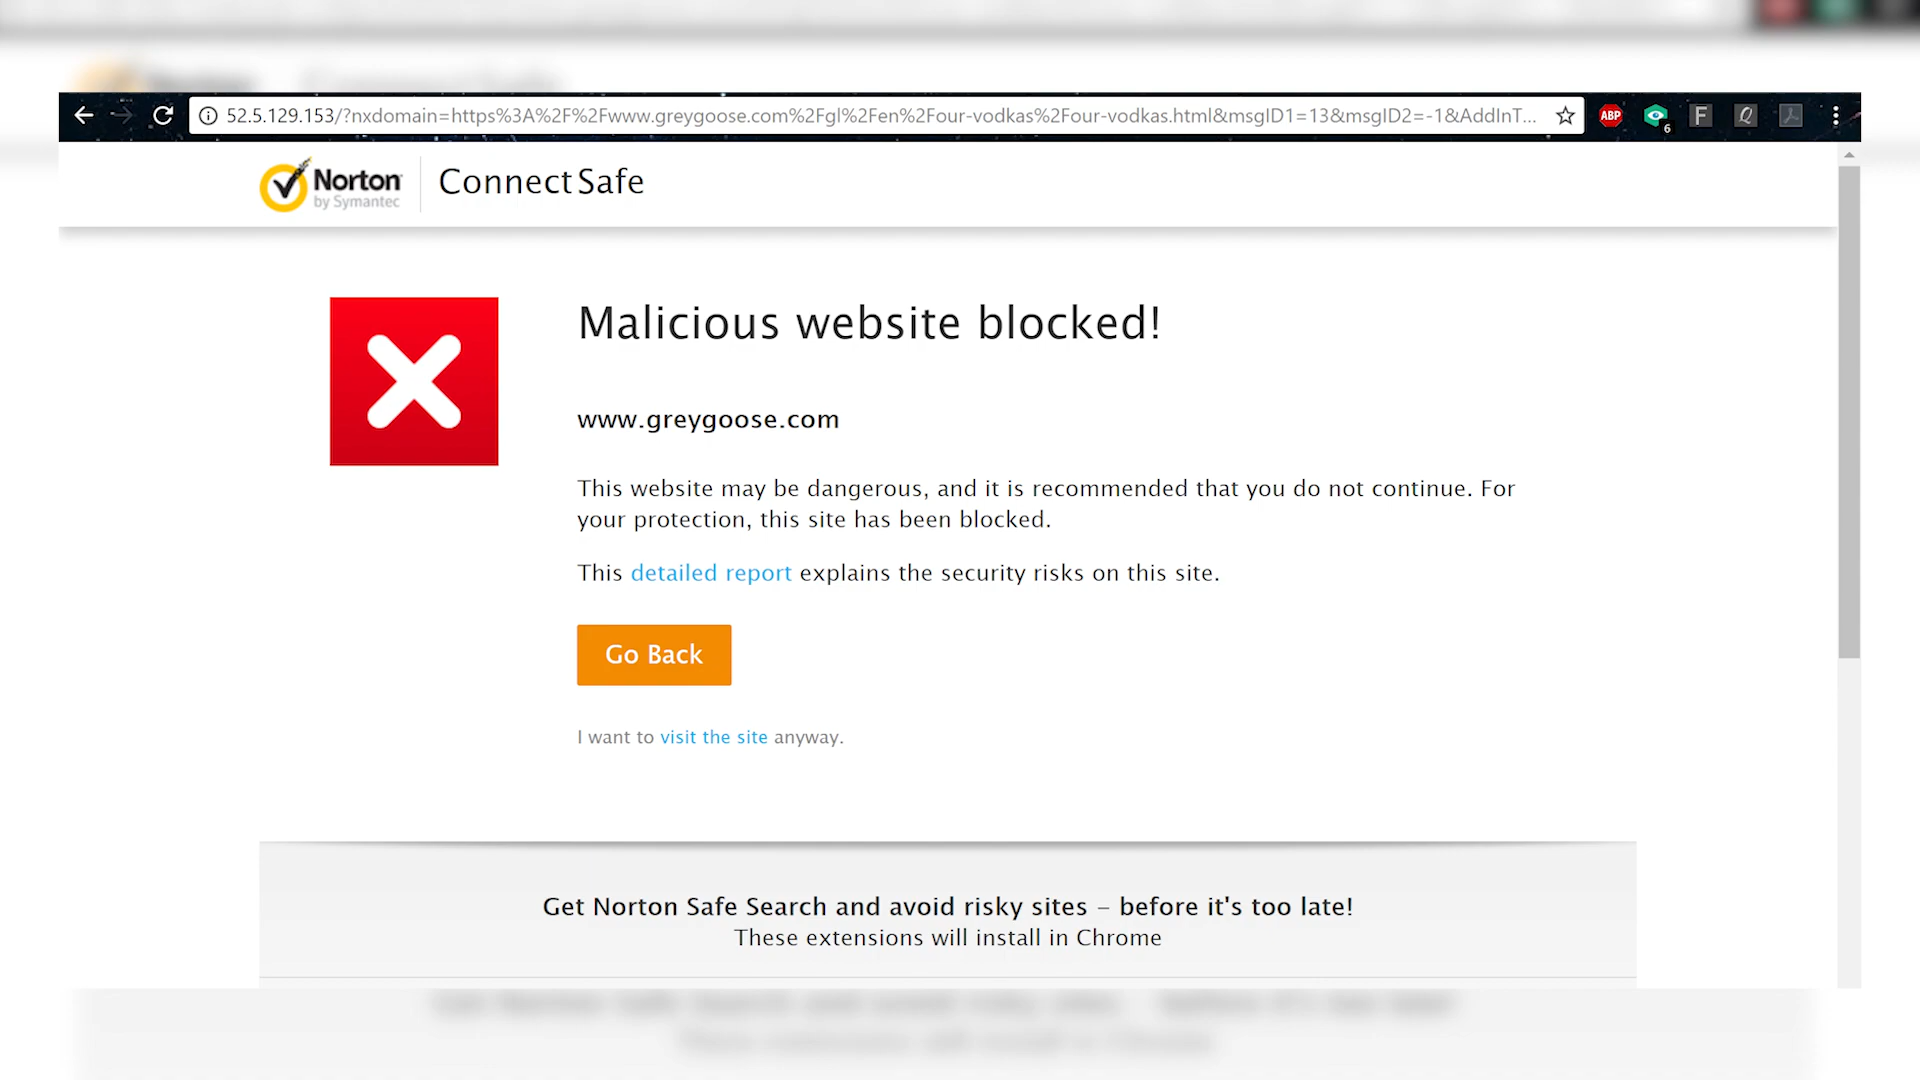 52.5.129.153/?nxdomain=https%3A%2F%2Fwww.greygoose.com%2Fgl%2Fen%2Four-vodkas%2Four-vodkas.html&msgID1=13&msgID2=-1&AddInT...
ABP
6
F
Q
Norton
by Symantec
ConnectSafe
Malicious website blocked!
www.greygoose.com
This website may be dangerous, and it is recommended that you do not continue. For
your protection, this site has been blocked.
This detailed report explains the security risks on this site.
Go Back
I want to visit the site anyway.
Get Norton Safe Search and avoid risky sites – before it's too late!
These extensions will install in Chrome